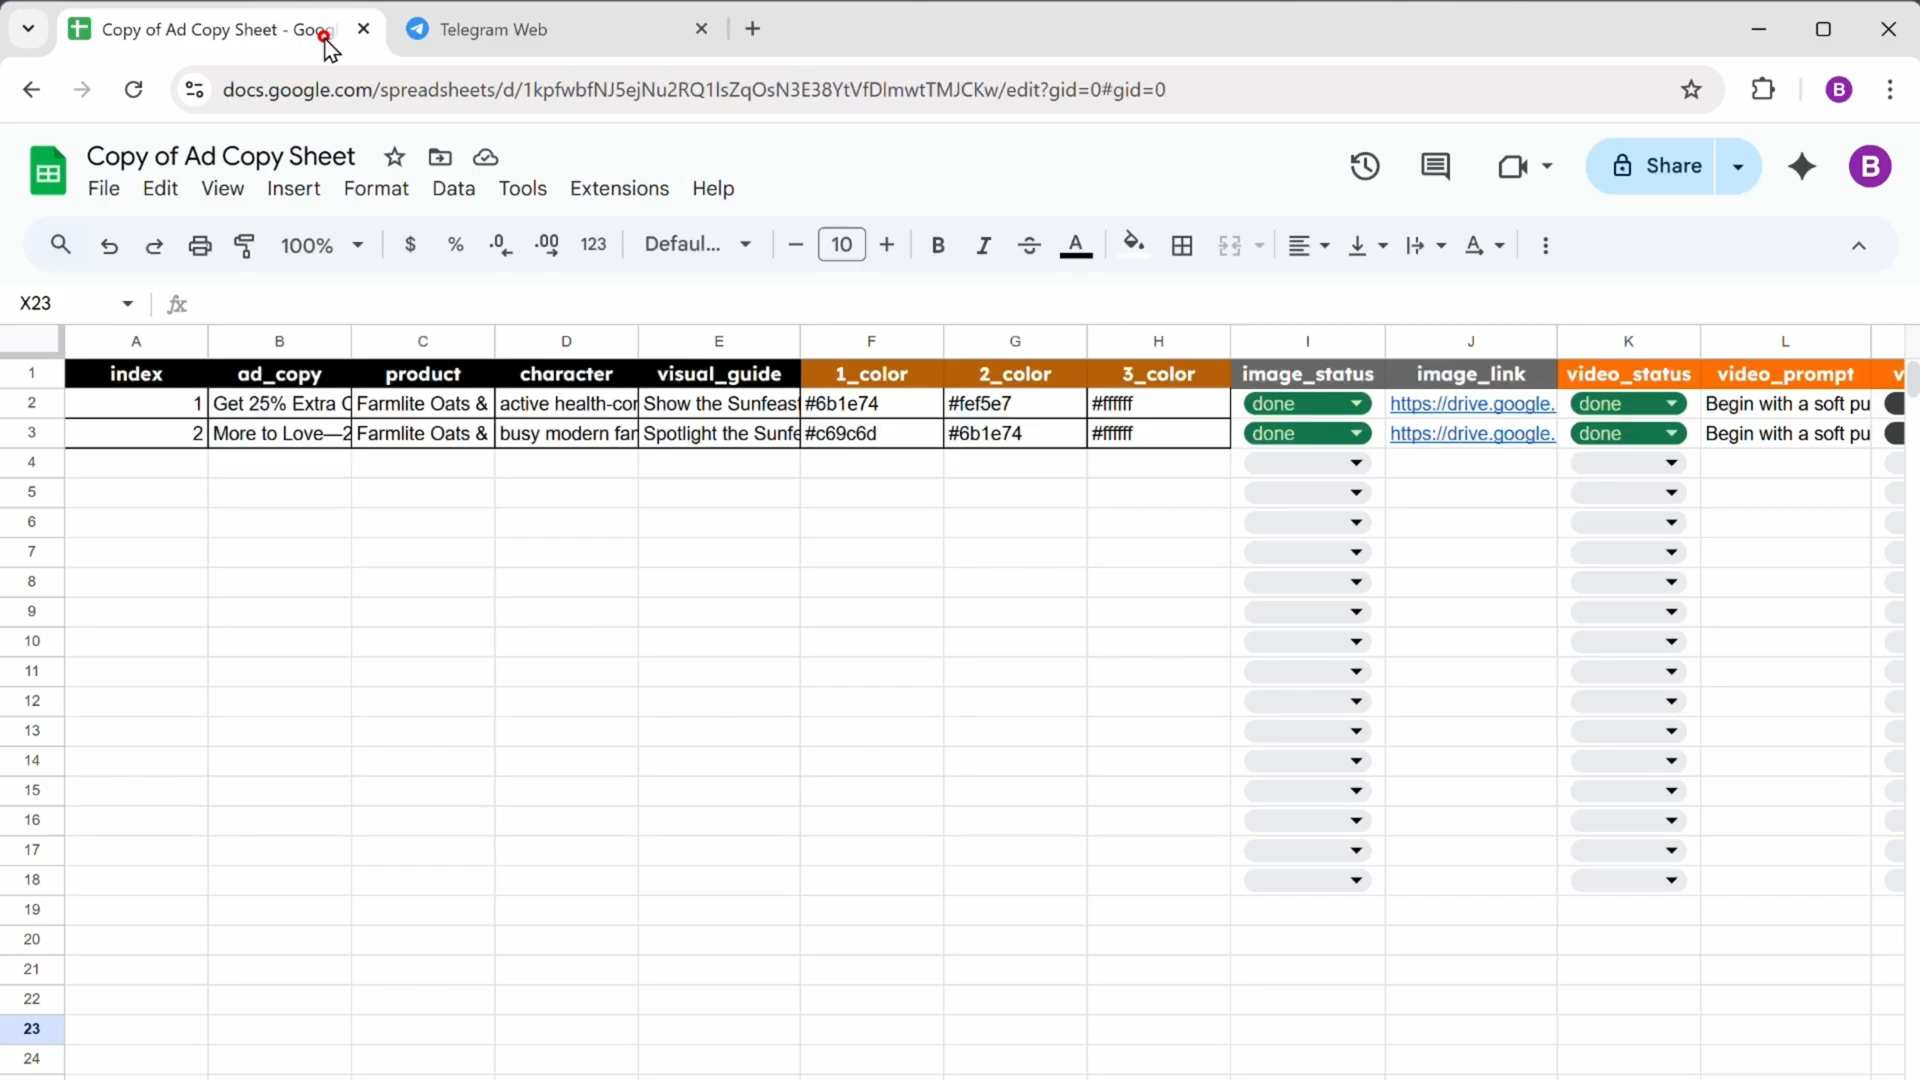 Copy of Ad Copy Sheet - Goog
Telegram Web
docs.google.com/spreadsheets/d/1kpfwbfNJ5ejNu2RQ1lsZqOsN3E38YtVfDlmwtTMJCKw/edit?gid=0#gid=0
B
Copy of Ad Copy Sheet
File Edit View Insert Format Data Tools Extensions Help
Share
B
100% $ % .0 .00 123 Defaul... 10 B I A
X23 fx
A B C D E F G H I J K L
1 index ad_copy product character visual_guide 1_color 2_color 3_color image_status image_link video_status video_prompt v
2 1 Get 25% Extra C Farmlite Oats & active health-cor Show the Sunfeast #6b1e74 #fef5e7 #ffffff done https://drive.google. done Begin with a soft pu
3 2 More to Love—2 Farmlite Oats & busy modern far Spotlight the Sunfe #c69c6d #6b1e74 #ffffff done https://drive.google. done Begin with a soft pu
4
5
6
7
8
9
10
11
12
13
14
15
16
17
18
19
20
21
22
23
24